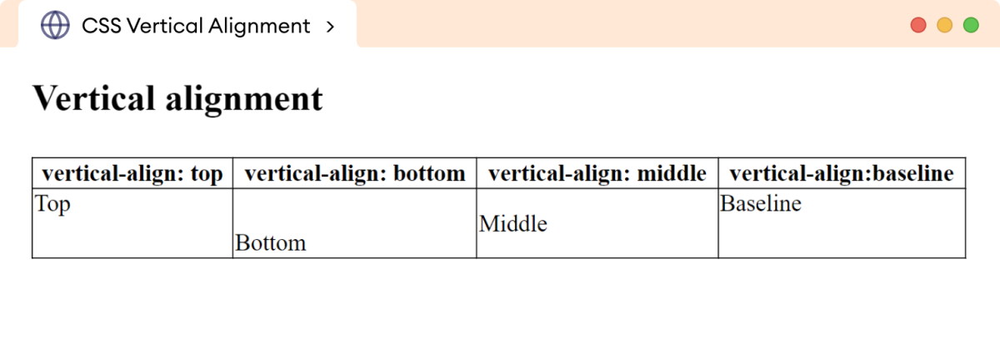 CSS Vertical Alignment
Vertical alignment
vertical-align: top vertical-align: bottom vertical-align: middle vertical-align:baseline
Top Bottom Middle Baseline